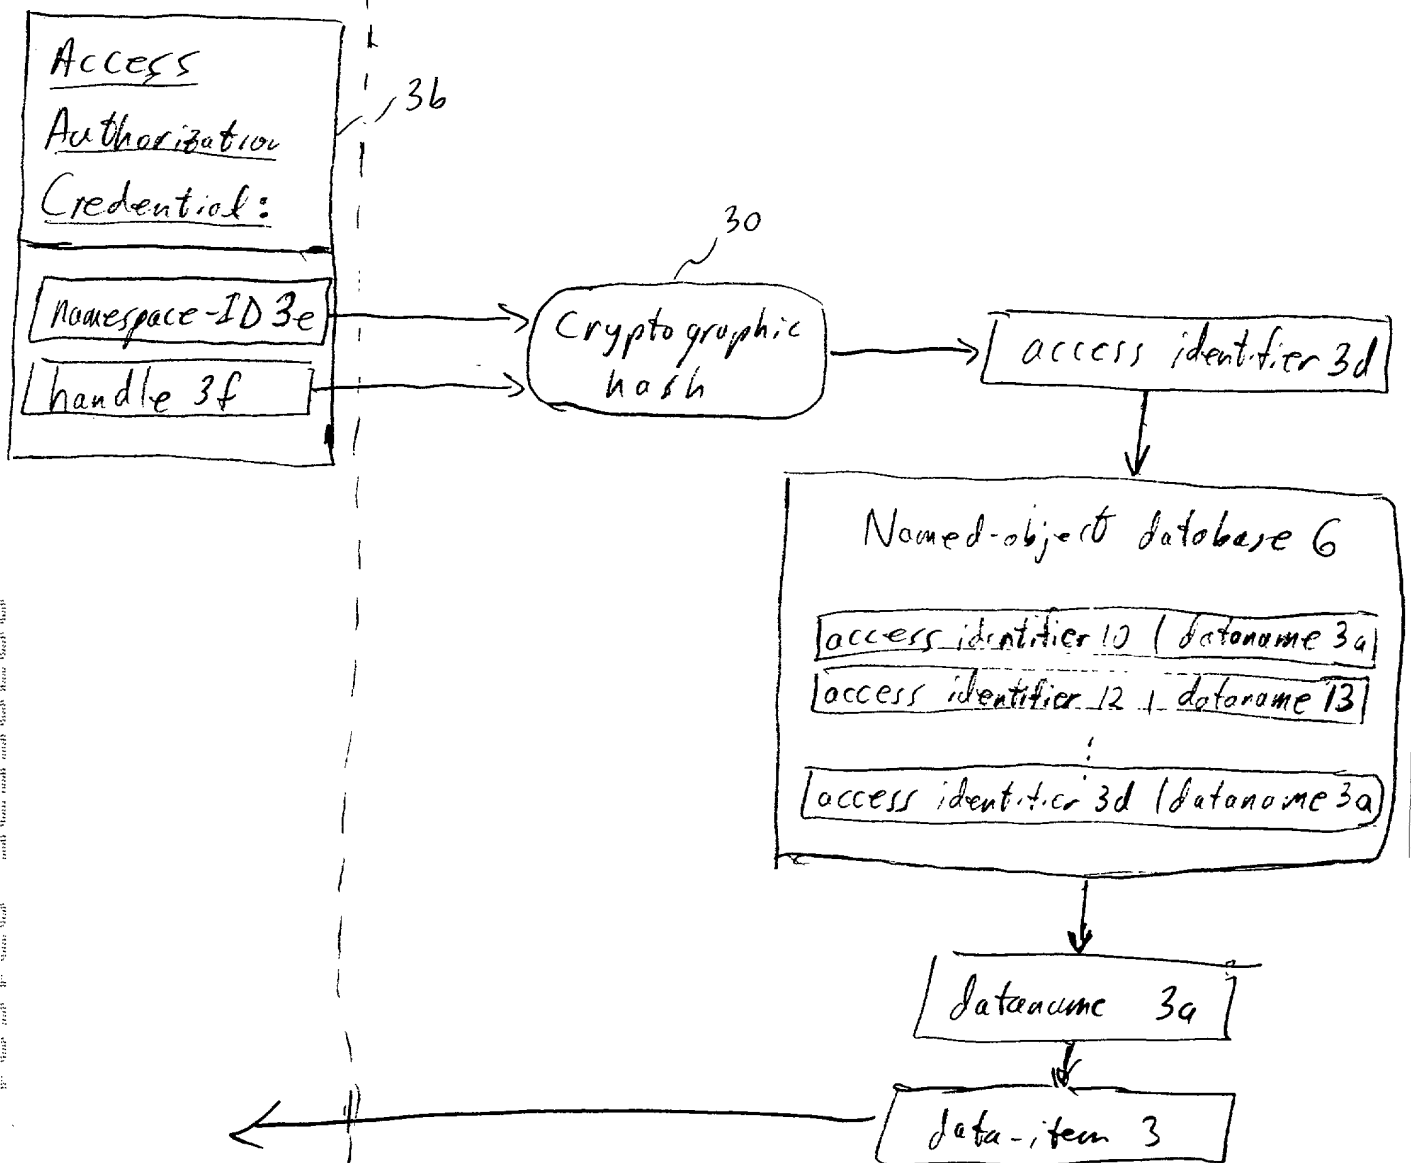 Access
Authorization
Credential:
3b
namespace-ID 3e
handle 3f
30
Cryptographic
hash
access identifier 3d
Named-object database 6
access identifier 10 | dataname 3a
access identifier 12 | dataname 13
access identifier 3d | dataname 3a
dataname 3a
data-item 3